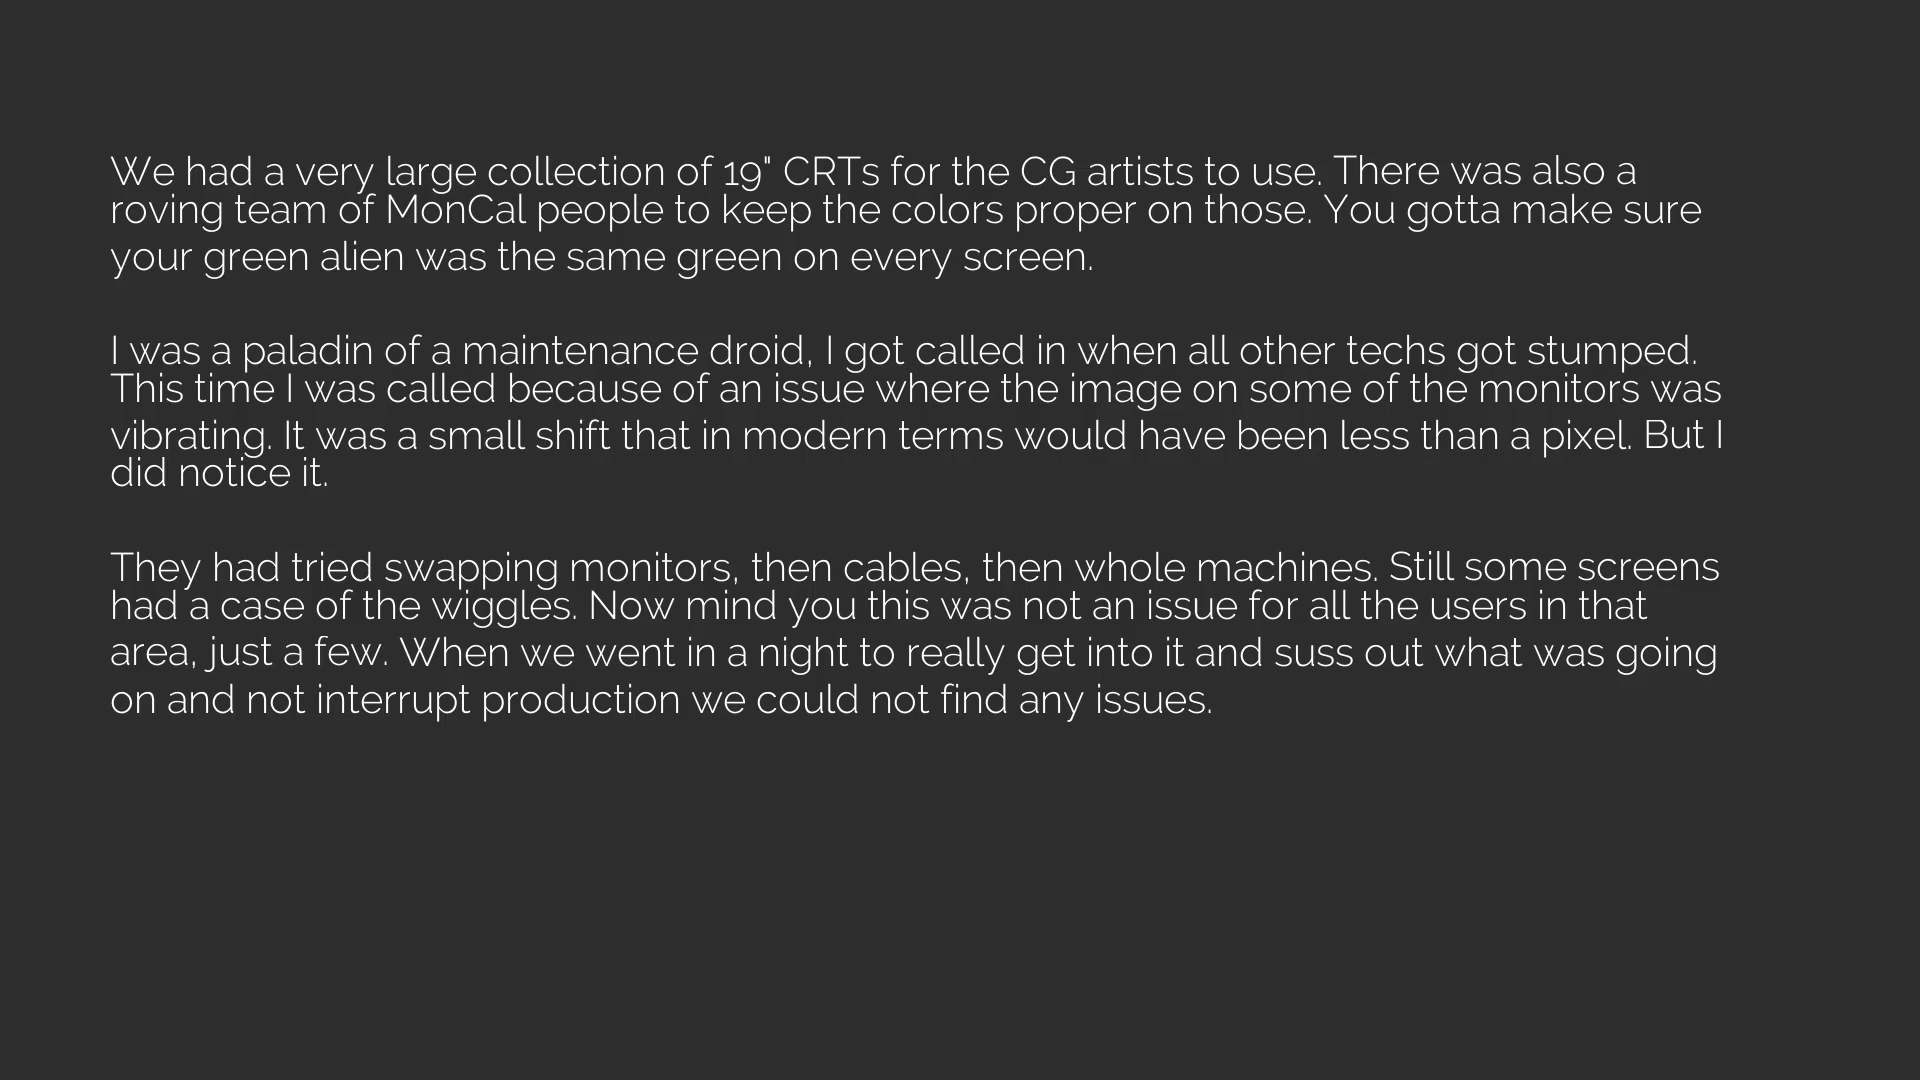 We had a very large collection of 19" CRTs for the CG artists to use. There was also a
roving team of MonCal people to keep the colors proper on those. You gotta make sure
your green alien was the same green on every screen.
I was a paladin of a maintenance droid, I got called in when all other techs got stumped.
This time I was called because of an issue where the image on some of the monitors was
vibrating. It was a small shift that in modern terms would have been less than a pixel. But I
did notice it.
They had tried swapping monitors, then cables, then whole machines. Still some screens
had a case of the wiggles. Now mind you this was not an issue for all the users in that
area, just a few. When we went in a night to really get into it and suss out what was going
on and not interrupt production we could not find any issues.